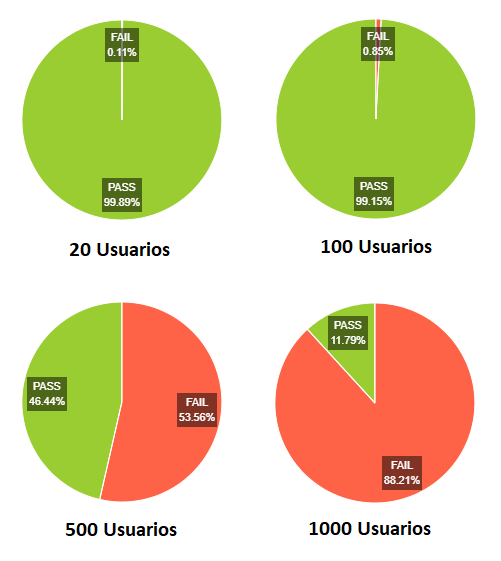 FAIL
0.11%
PASS
99.89%
20 Usuarios
FAIL
0.85%
PASS
99.15%
100 Usuarios
PASS
46.44%
FAIL
53.56%
500 Usuarios
PASS
11.79%
FAIL
88.21%
1000 Usuarios